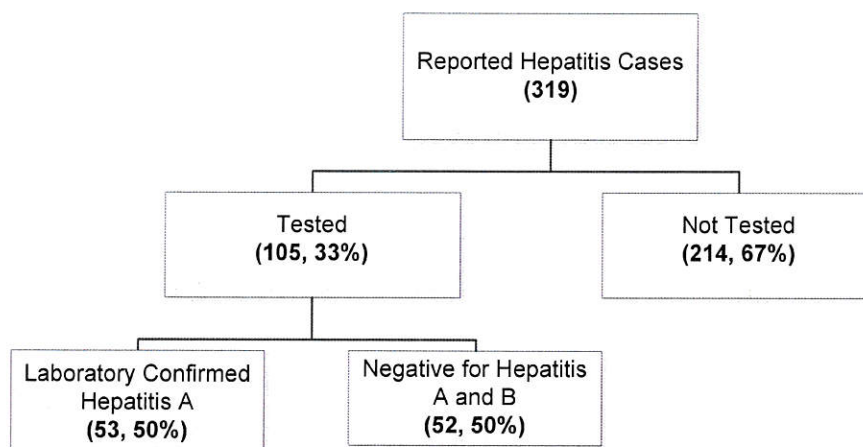 Reported Hepatitis Cases
(319)
Tested
(105, 33%)
Not Tested
(214, 67%)
Laboratory Confirmed
Hepatitis A
(53, 50%)
Negative for Hepatitis
A and B
(52, 50%)